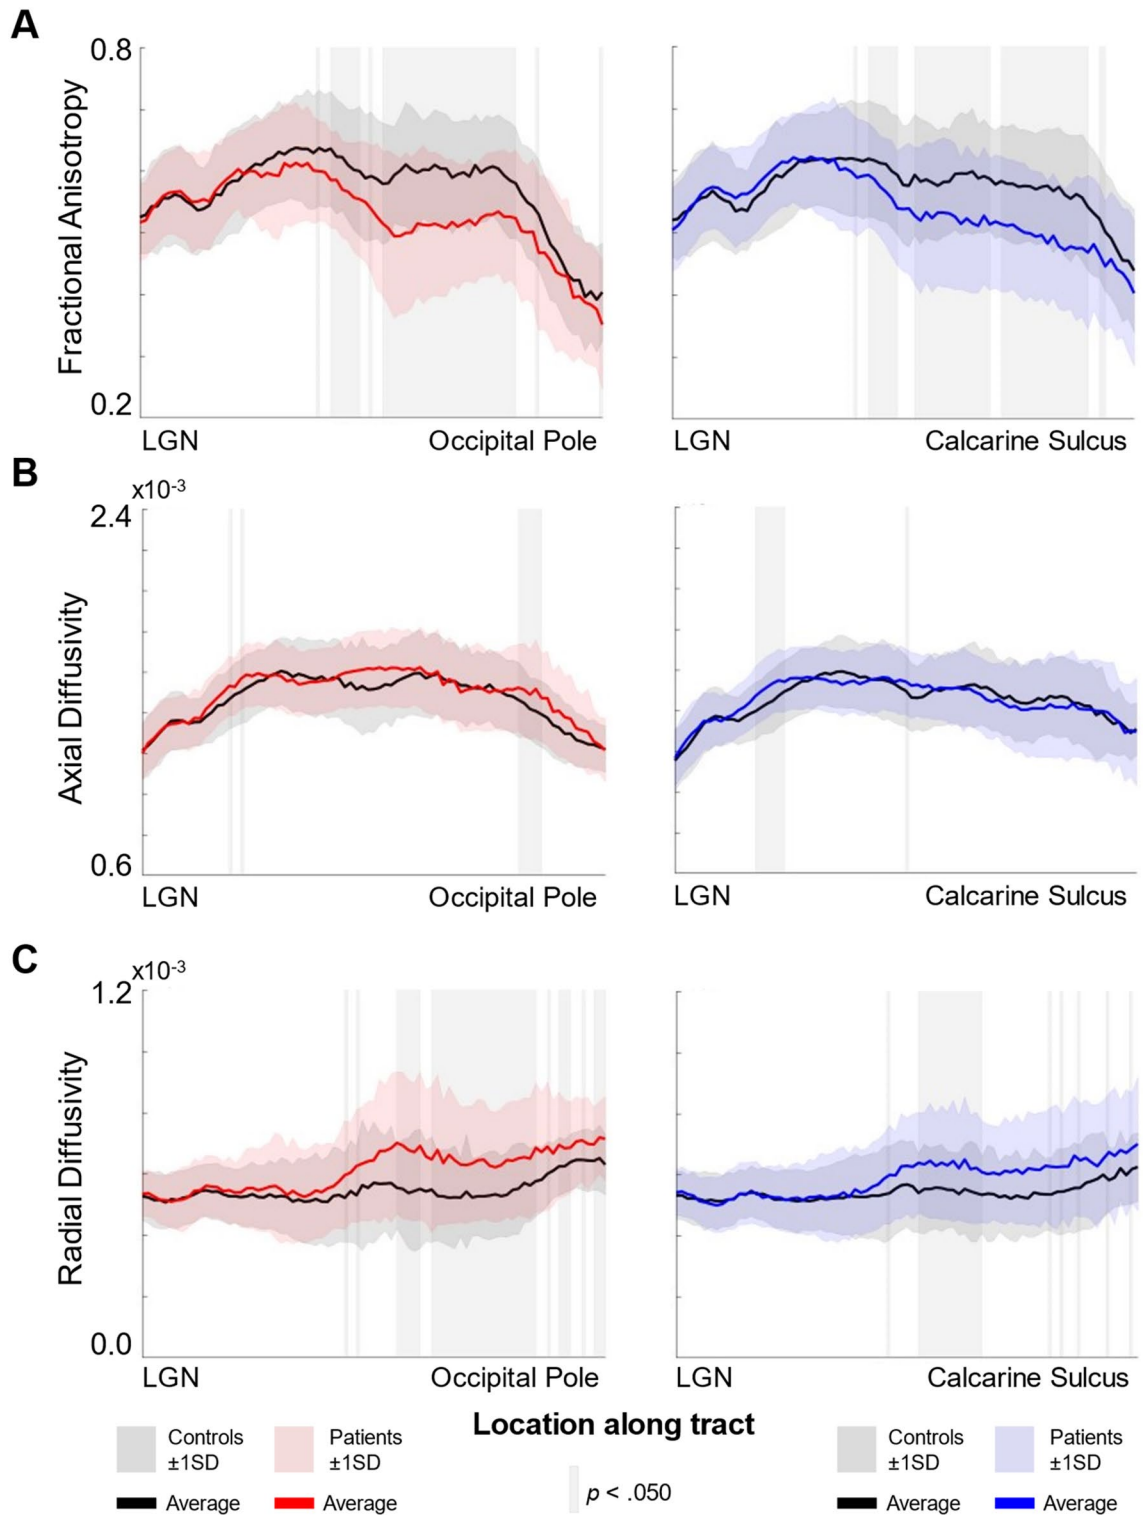 A
0.8
Fractional Anisotropy
0.2
LGN Occipital Pole
LGN Calcarine Sulcus
B
x10-3
2.4
Axial Diffusivity
0.6
LGN Occipital Pole
LGN Calcarine Sulcus
C
x10-3
1.2
Radial Diffusivity
0.0
LGN Occipital Pole
LGN Calcarine Sulcus
Location along tract
Controls
±1SD
Patients
±1SD
Average
Average
p < .050
Controls
±1SD
Patients
±1SD
Average
Average